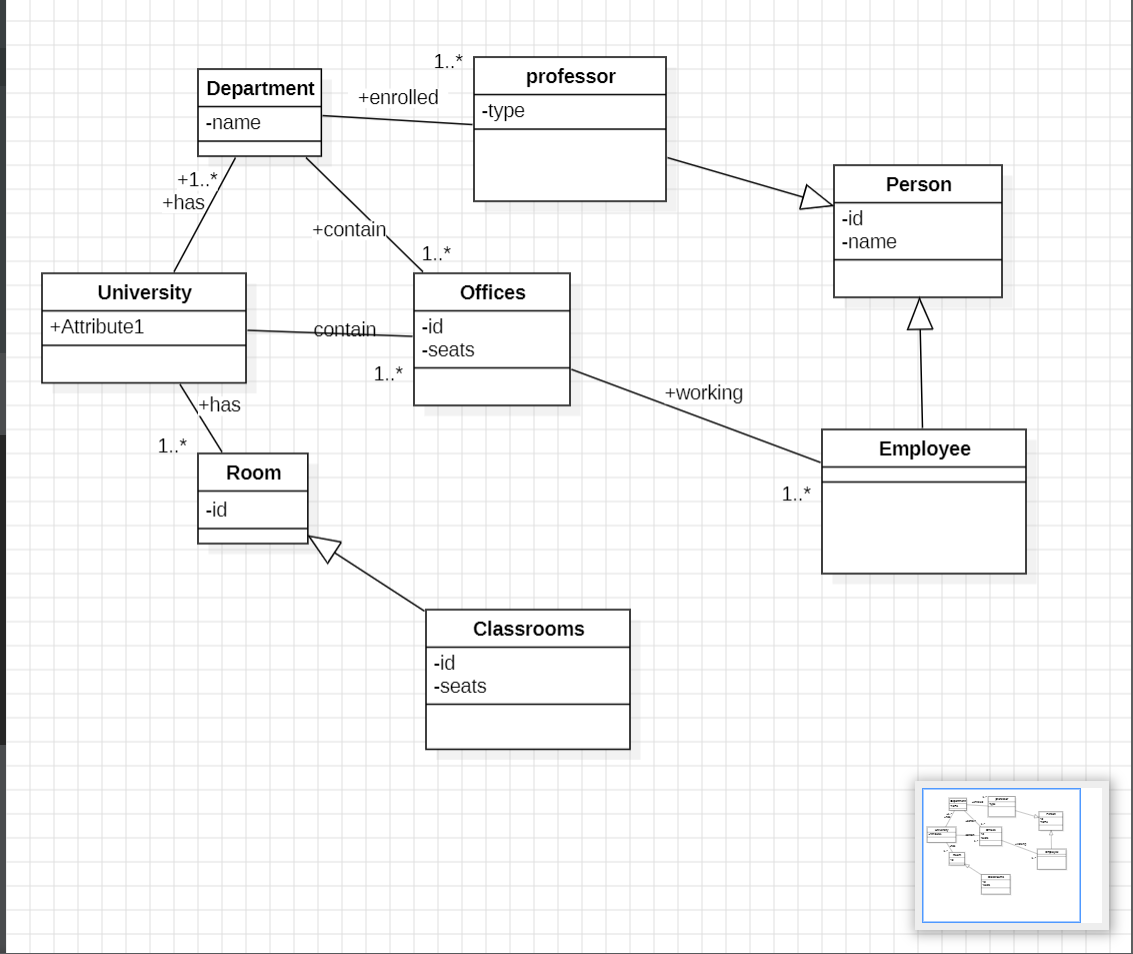 Department
-name
+enrolled
1..*
professor
-type
Person
-id
-name
+1..*
+has
+contain
1..*
University
+Attribute1
contain
1..*
Offices
-id
-seats
+working
1..*
Employee
+has
1..*
Room
-id
Classrooms
-id
-seats